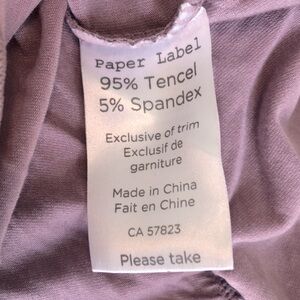 Paper Label
95% Tencel
5% Spandex
Exclusive of trim
Exclusif de
garniture
Made in China
Fait en Chine
CA 57823
Please take